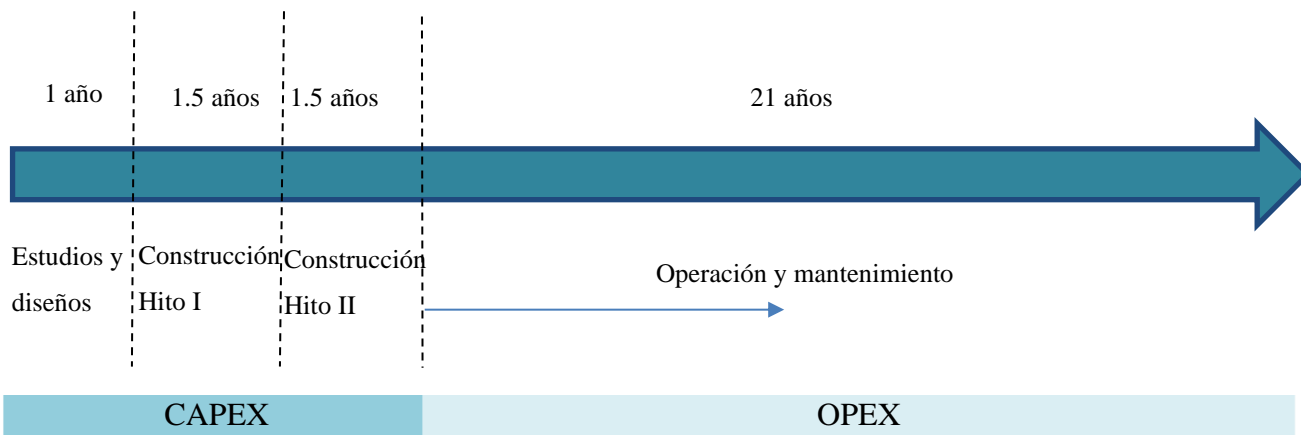 1 año
1.5 años
1.5 años
21 años
Estudios y
diseños
Construcción
Hito I
Construcción
Hito II
Operación y mantenimiento
CAPEX
OPEX